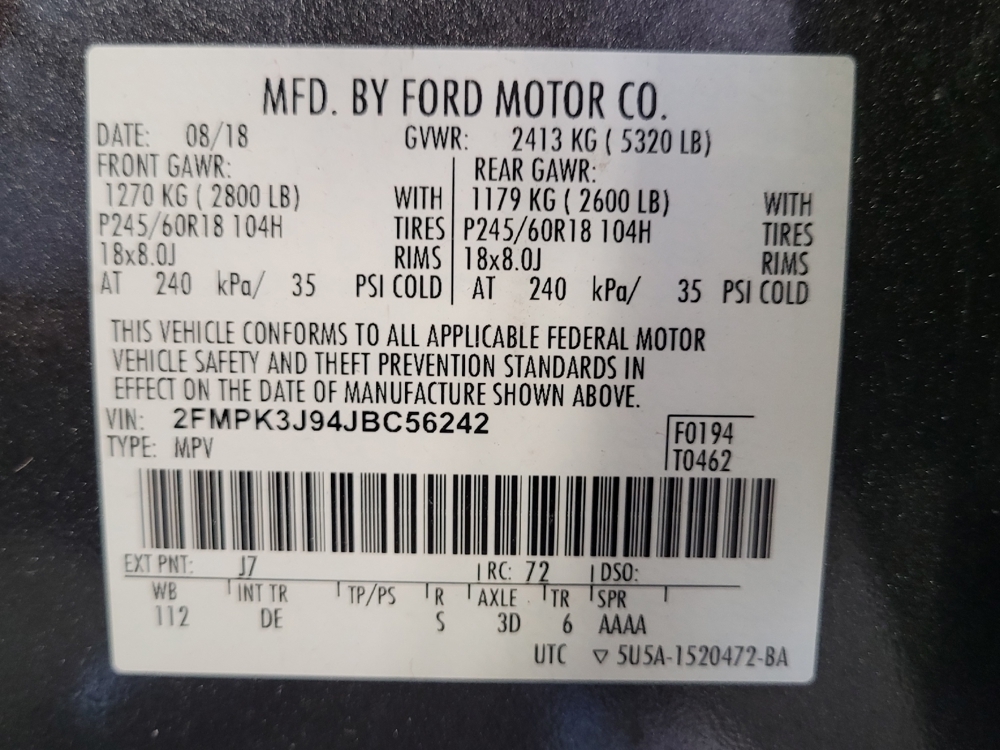 MFD. BY FORD MOTOR CO.
DATE: 08/18 GVWR: 2413 KG ( 5320 LB)
FRONT GAWR: REAR GAWR:
1270 KG ( 2800 LB) WITH 1179 KG ( 2600 LB) WITH
P245/60R18 104H TIRES P245/60R18 104H TIRES
18x8.0J RIMS 18x8.0J RIMS
AT 240 kPa/ 35 PSI COLD AT 240 kPa/ 35 PSI COLD
THIS VEHICLE CONFORMS TO ALL APPLICABLE FEDERAL MOTOR
VEHICLE SAFETY AND THEFT PREVENTION STANDARDS IN
EFFECT ON THE DATE OF MANUFACTURE SHOWN ABOVE.
VIN: 2FMPK3J94JBC56242
TYPE: MPV
F0194
T0462
EXT PNT: J7 RC: 72 DSO:
WB INT TR TP/PS R AXLE TR SPR
112 DE S 3D 6 AAAA
UTC ▽ 5U5A-1520472-BA